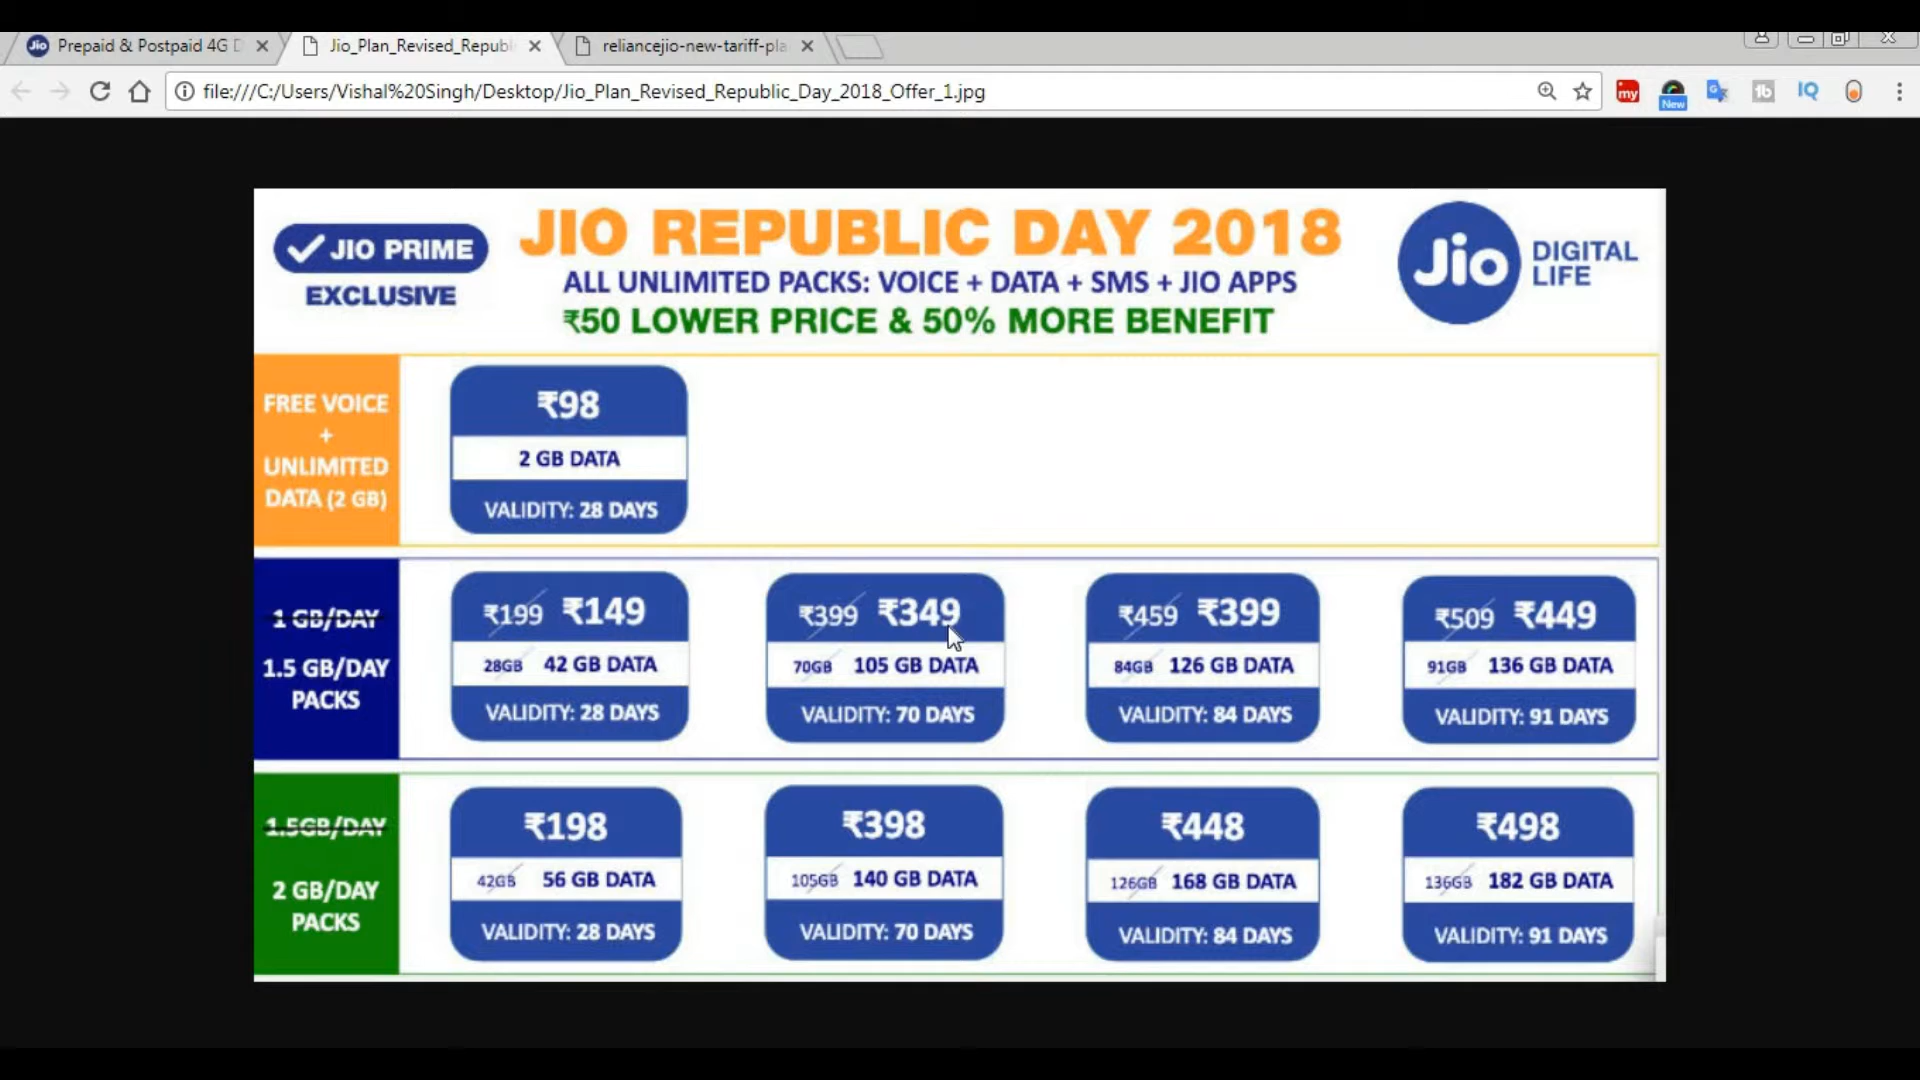 Jio Prepaid & Postpaid 4G D
Jio_Plan_Revised_Republ
reliancejio-new-tariff-pla
file:///C:/Users/Vishal%20Singh/Desktop/Jio_Plan_Revised_Republic_Day_2018_Offer_1.jpg
my
New
IQ
JIO PRIME
EXCLUSIVE
JIO REPUBLIC DAY 2018
ALL UNLIMITED PACKS: VOICE + DATA + SMS + JIO APPS
₹50 LOWER PRICE & 50% MORE BENEFIT
Jio
DIGITAL
LIFE
FREE VOICE
+
UNLIMITED
DATA (2 GB)
₹98
2 GB DATA
VALIDITY: 28 DAYS
1 GB/DAY
1.5 GB/DAY
PACKS
₹199 ₹149
28GB 42 GB DATA
VALIDITY: 28 DAYS
₹399 ₹349
70GB 105 GB DATA
VALIDITY: 70 DAYS
₹459 ₹399
84GB 126 GB DATA
VALIDITY: 84 DAYS
₹509 ₹449
91GB 136 GB DATA
VALIDITY: 91 DAYS
1.5GB/DAY
2 GB/DAY
PACKS
₹198
42GB 56 GB DATA
VALIDITY: 28 DAYS
₹398
105GB 140 GB DATA
VALIDITY: 70 DAYS
₹448
126GB 168 GB DATA
VALIDITY: 84 DAYS
₹498
136GB 182 GB DATA
VALIDITY: 91 DAYS